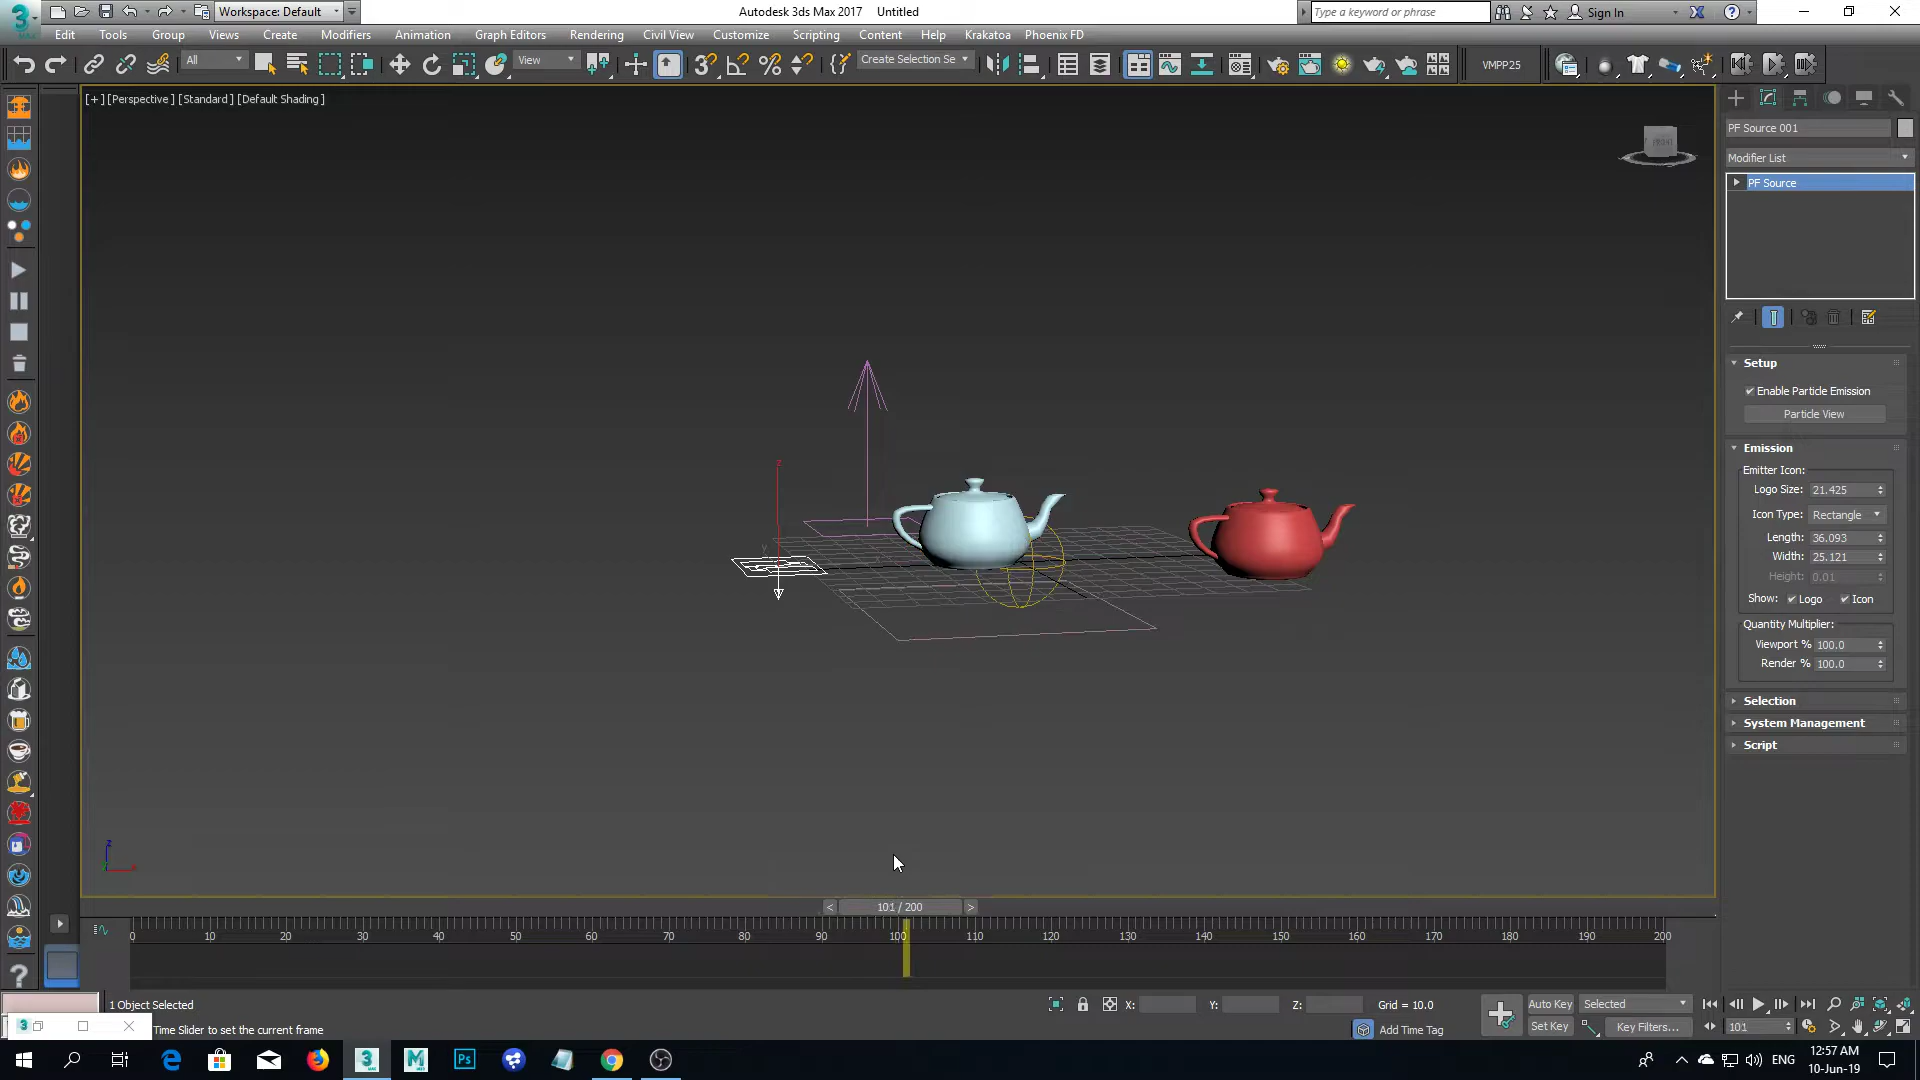 Autodesk 3ds Max 2017 Untitled
Workspace: Default
Type a keyword or phrase
Sign In
Edit Tools Group Views Create Modifiers Animation Graph Editors Rendering Civil View Customize Scripting Content Help Krakatoa Phoenix FD
All
View
Create Selection Se
VMPP25
[+] [Perspective] [Standard] [Default Shading]
PF Source 001
Modifier List
PF Source
Setup
Enable Particle Emission
Particle View
Emission
Emitter Icon:
Logo Size: 21.425
Icon Type: Rectangle
Length: 36.093
Width: 25.121
Height: 0.01
Show: Logo Icon
Quantity Multiplier:
Viewport % 100.0
Render % 100.0
Selection
System Management
Script
z
y
z
< 101 / 200 >
0 10 20 30 40 50 60 70 80 90 100 110 120 130 140 150 160 170 180 190 200
1 Object Selected
X: Y: Z: Grid = 10.0
Auto Key Selected
Time Slider to set the current frame
Add Time Tag
Set Key Key Filters...
101
ENG
12:57 AM
10-Jun-19